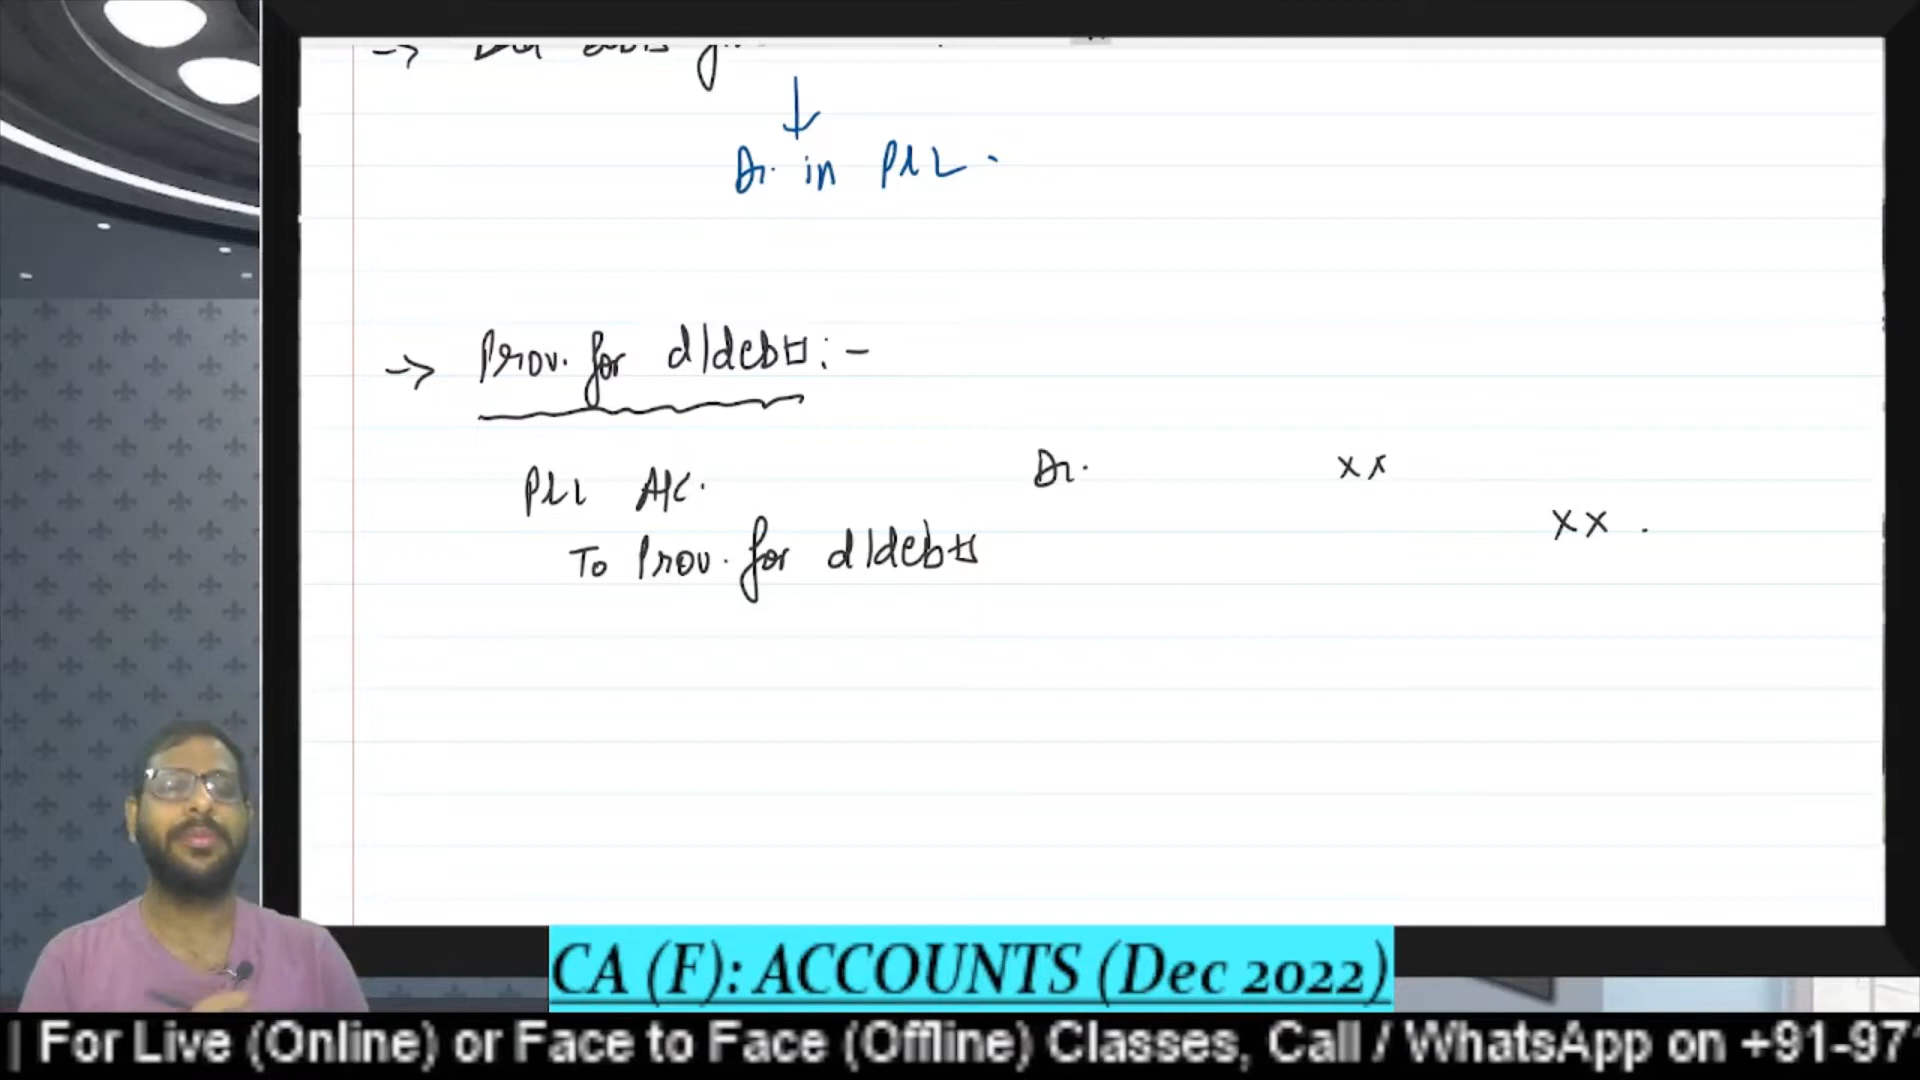 →
Dr. in P&L.
→ Prov. for d/debts:-
P&L A/c. Dr. xx
To Prov. for d/debts xx.
CA (F): ACCOUNTS (Dec 2022)
| For Live (Online) or Face to Face (Offline) Classes, Call / WhatsApp on +91-97